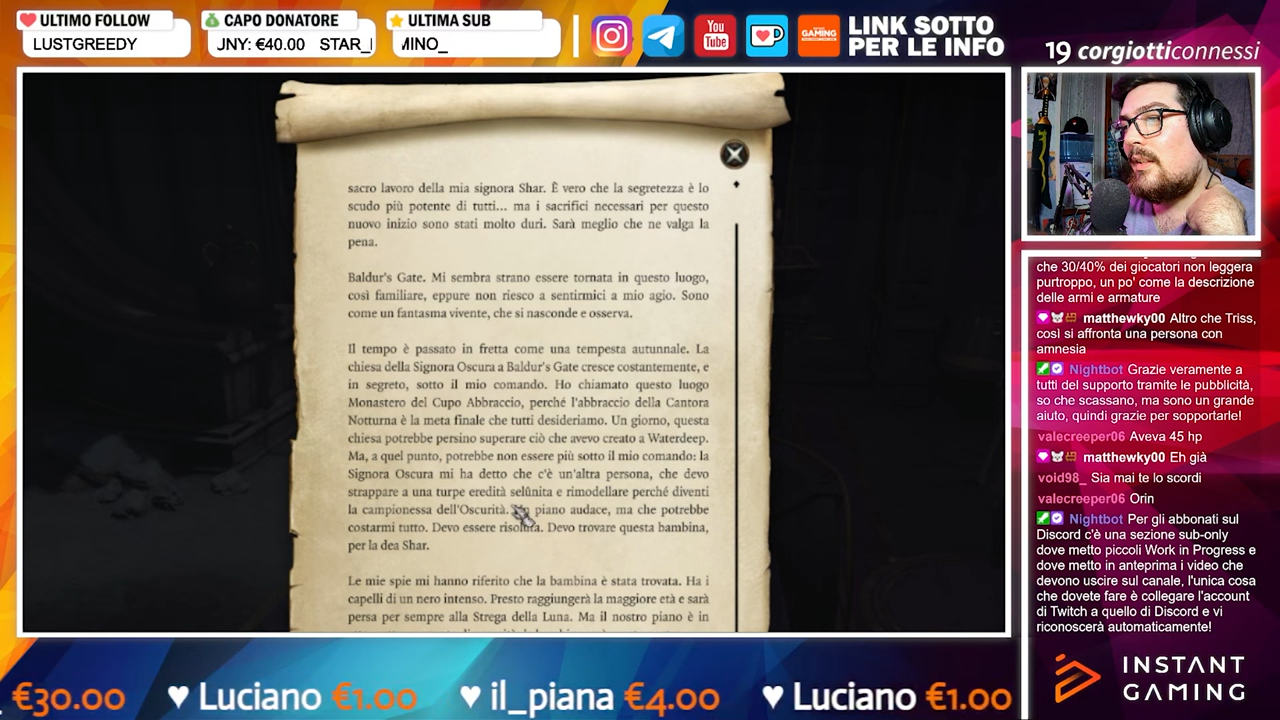 ULTIMO FOLLOW
LUSTGREEDY
CAPO DONATORE
JNY: €40.00 STAR_
ULTIMA SUB
MINO_
You
Tube
GAMING
LINK SOTTO
PER LE INFO
19 corgiotticonnessi
sacro lavoro della mia signora Shar. È vero che la segretezza è lo
scudo più potente di tutti... ma i sacrifici necessari per questo
nuovo inizio sono stati molto duri. Sarà meglio che ne valga la
pena.
Baldur's Gate. Mi sembra strano essere tornata in questo luogo,
così familiare, eppure non riesco a sentirmici a mio agio. Sono
come un fantasma vivente, che si nasconde e osserva.
Il tempo è passato in fretta come una tempesta autunnale. La
chiesa della Signora Oscura a Baldur's Gate cresce costantemente, e
in segreto, sotto il mio comando. Ho chiamato questo luogo
Monastero del Cupo Abbraccio, perché l'abbraccio della Cantora
Notturna è la meta finale che tutti desideriamo. Un giorno, questa
chiesa potrebbe persino superare ciò che avevo creato a Waterdeep.
Ma, a quel punto, potrebbe non essere più sotto il mio comando: la
Signora Oscura mi ha detto che c'è un'altra persona, che devo
strappare a una turpe eredità selûnita e rimodellare perché diventi
la campionessa dell'Oscurità. piano audace, ma che potrebbe
costarmi tutto. Devo essere risoluta. Devo trovare questa bambina,
per la dea Shar.
Le mie spie mi hanno riferito che la bambina è stata trovata. Ha i
capelli di un nero intenso. Presto raggiungerà la maggiore età e sarà
persa per sempre alla Strega della Luna. Ma il nostro piano è in
che 30/40% dei giocatori non leggera
purtroppo, un po' come la descrizione
delle armi e armature
matthewky00 Altro che Triss,
così si affronta una persona con
amnesia
Nightbot Grazie veramente a
tutti del supporto tramite le pubblicità,
so che scassano, ma sono un grande
aiuto, quindi grazie per sopportarle!
valecreeper06 Aveva 45 hp
matthewky00 Eh già
void98_ Sia mai te lo scordi
valecreeper06 Orin
Nightbot Per gli abbonati sul
Discord c'è una sezione sub-only
dove metto piccoli Work in Progress e
dove metto in anteprima i video che
devono uscire sul canale, l'unica cosa
che dovete fare è collegare l'account
di Twitch a quello di Discord e vi
riconoscerà automaticamente!
INSTANT
GAMING
€30.00 ♥ Luciano €1.00 ♥ il_piana €4.00 ♥ Luciano €1.00